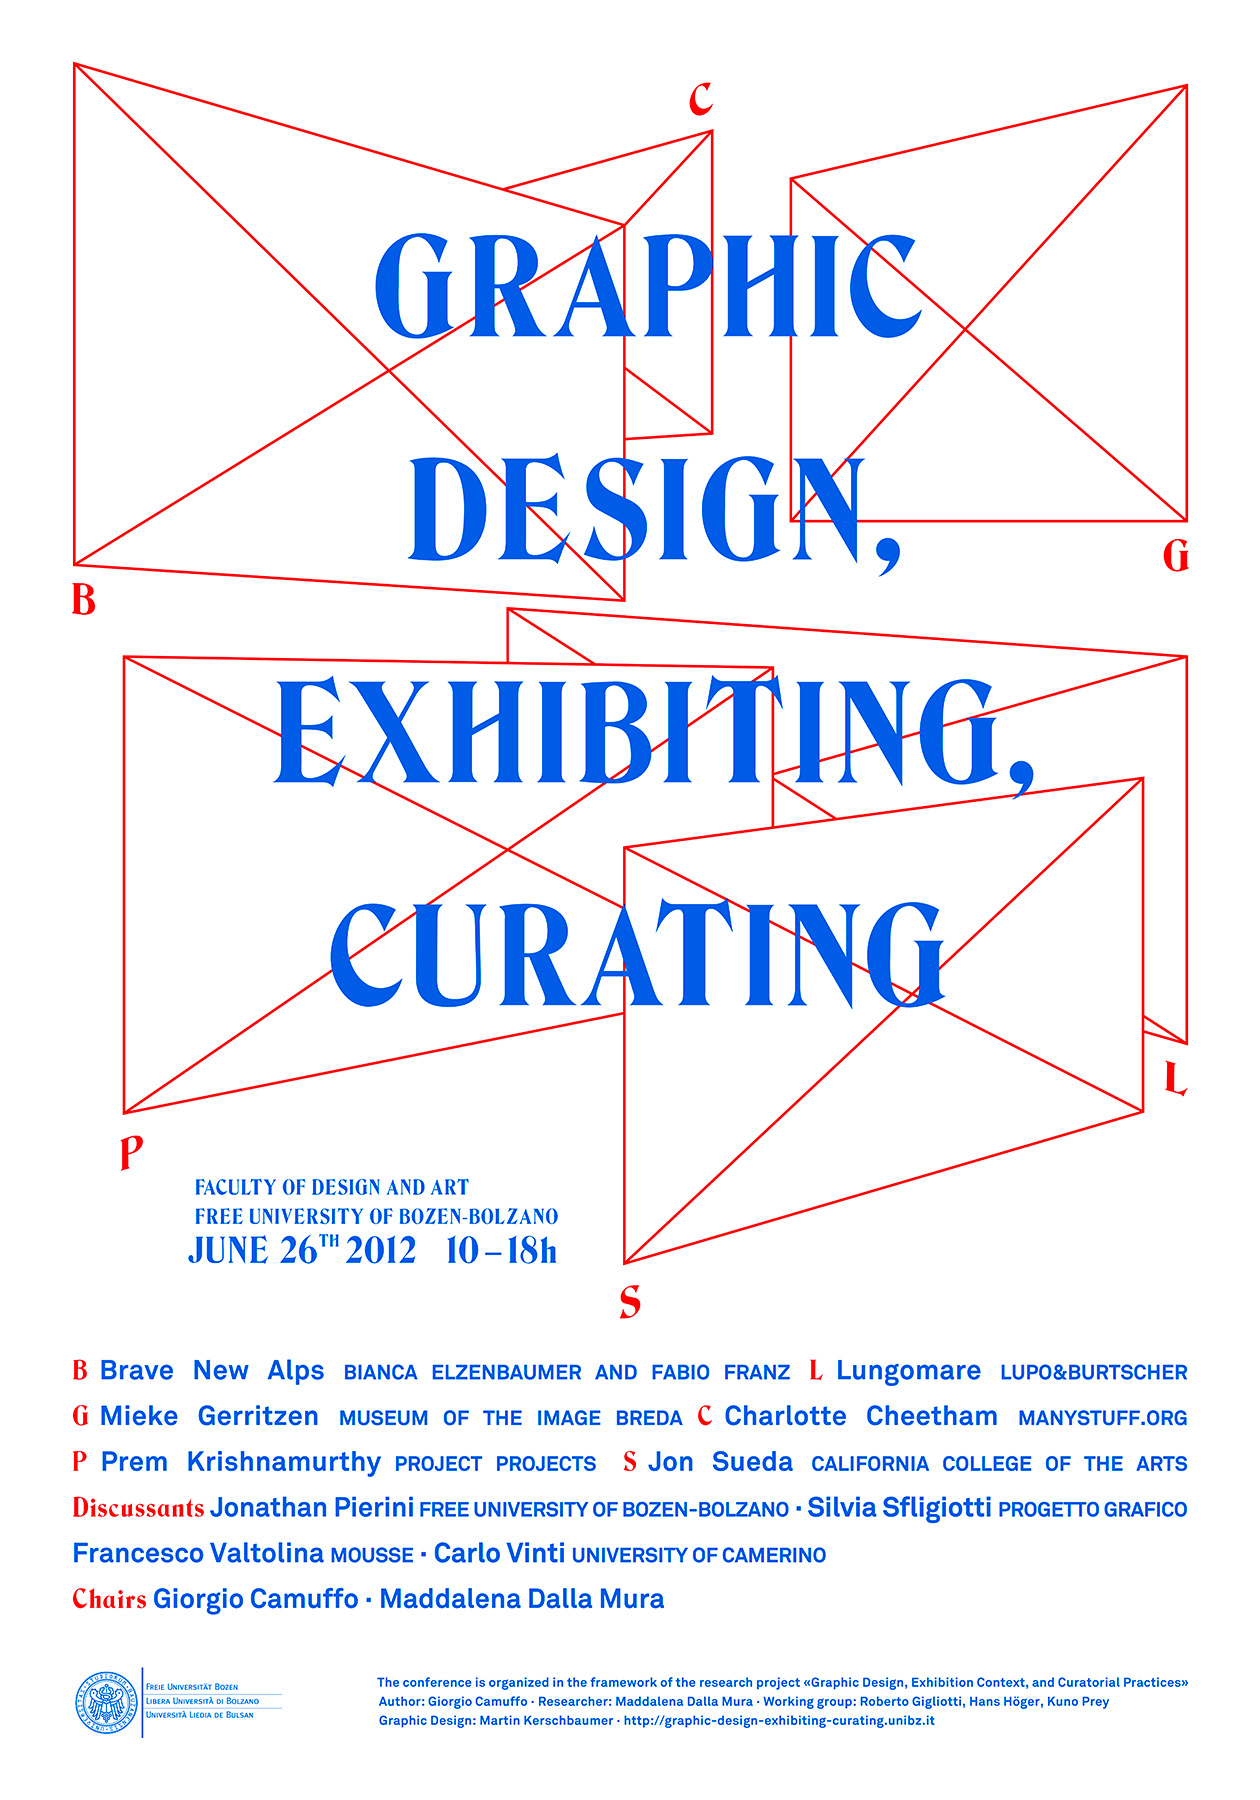 C
GRAPHIC
DESIGN,
G
B
EXHIBITING,
CURATING
L
P
FACULTY OF DESIGN AND ART
FREE UNIVERSITY OF BOZEN-BOLZANO
JUNE 26TH 2012 10–18h
S
B Brave New Alps BIANCA ELZENBAUMER AND FABIO FRANZ L Lungomare LUPO&BURTSCHER
G Mieke Gerritzen MUSEUM OF THE IMAGE BREDA C Charlotte Cheetham MANYSTUFF.ORG
P Prem Krishnamurthy PROJECT PROJECTS S Jon Sueda CALIFORNIA COLLEGE OF THE ARTS
Discussants Jonathan Pierini FREE UNIVERSITY OF BOZEN-BOLZANO · Silvia Sfligiotti PROGETTO GRAFICO
Francesco Valtolina MOUSSE · Carlo Vinti UNIVERSITY OF CAMERINO
Chairs Giorgio Camuffo · Maddalena Dalla Mura
Freie Universität Bozen
Libera Università di Bolzano
Università Liedia de Bulsan
The conference is organized in the framework of the research project «Graphic Design, Exhibition Context, and Curatorial Practices»
Author: Giorgio Camuffo · Researcher: Maddalena Dalla Mura · Working group: Roberto Gigliotti, Hans Höger, Kuno Prey
Graphic Design: Martin Kerschbaumer · http://graphic-design-exhibiting-curating.unibz.it